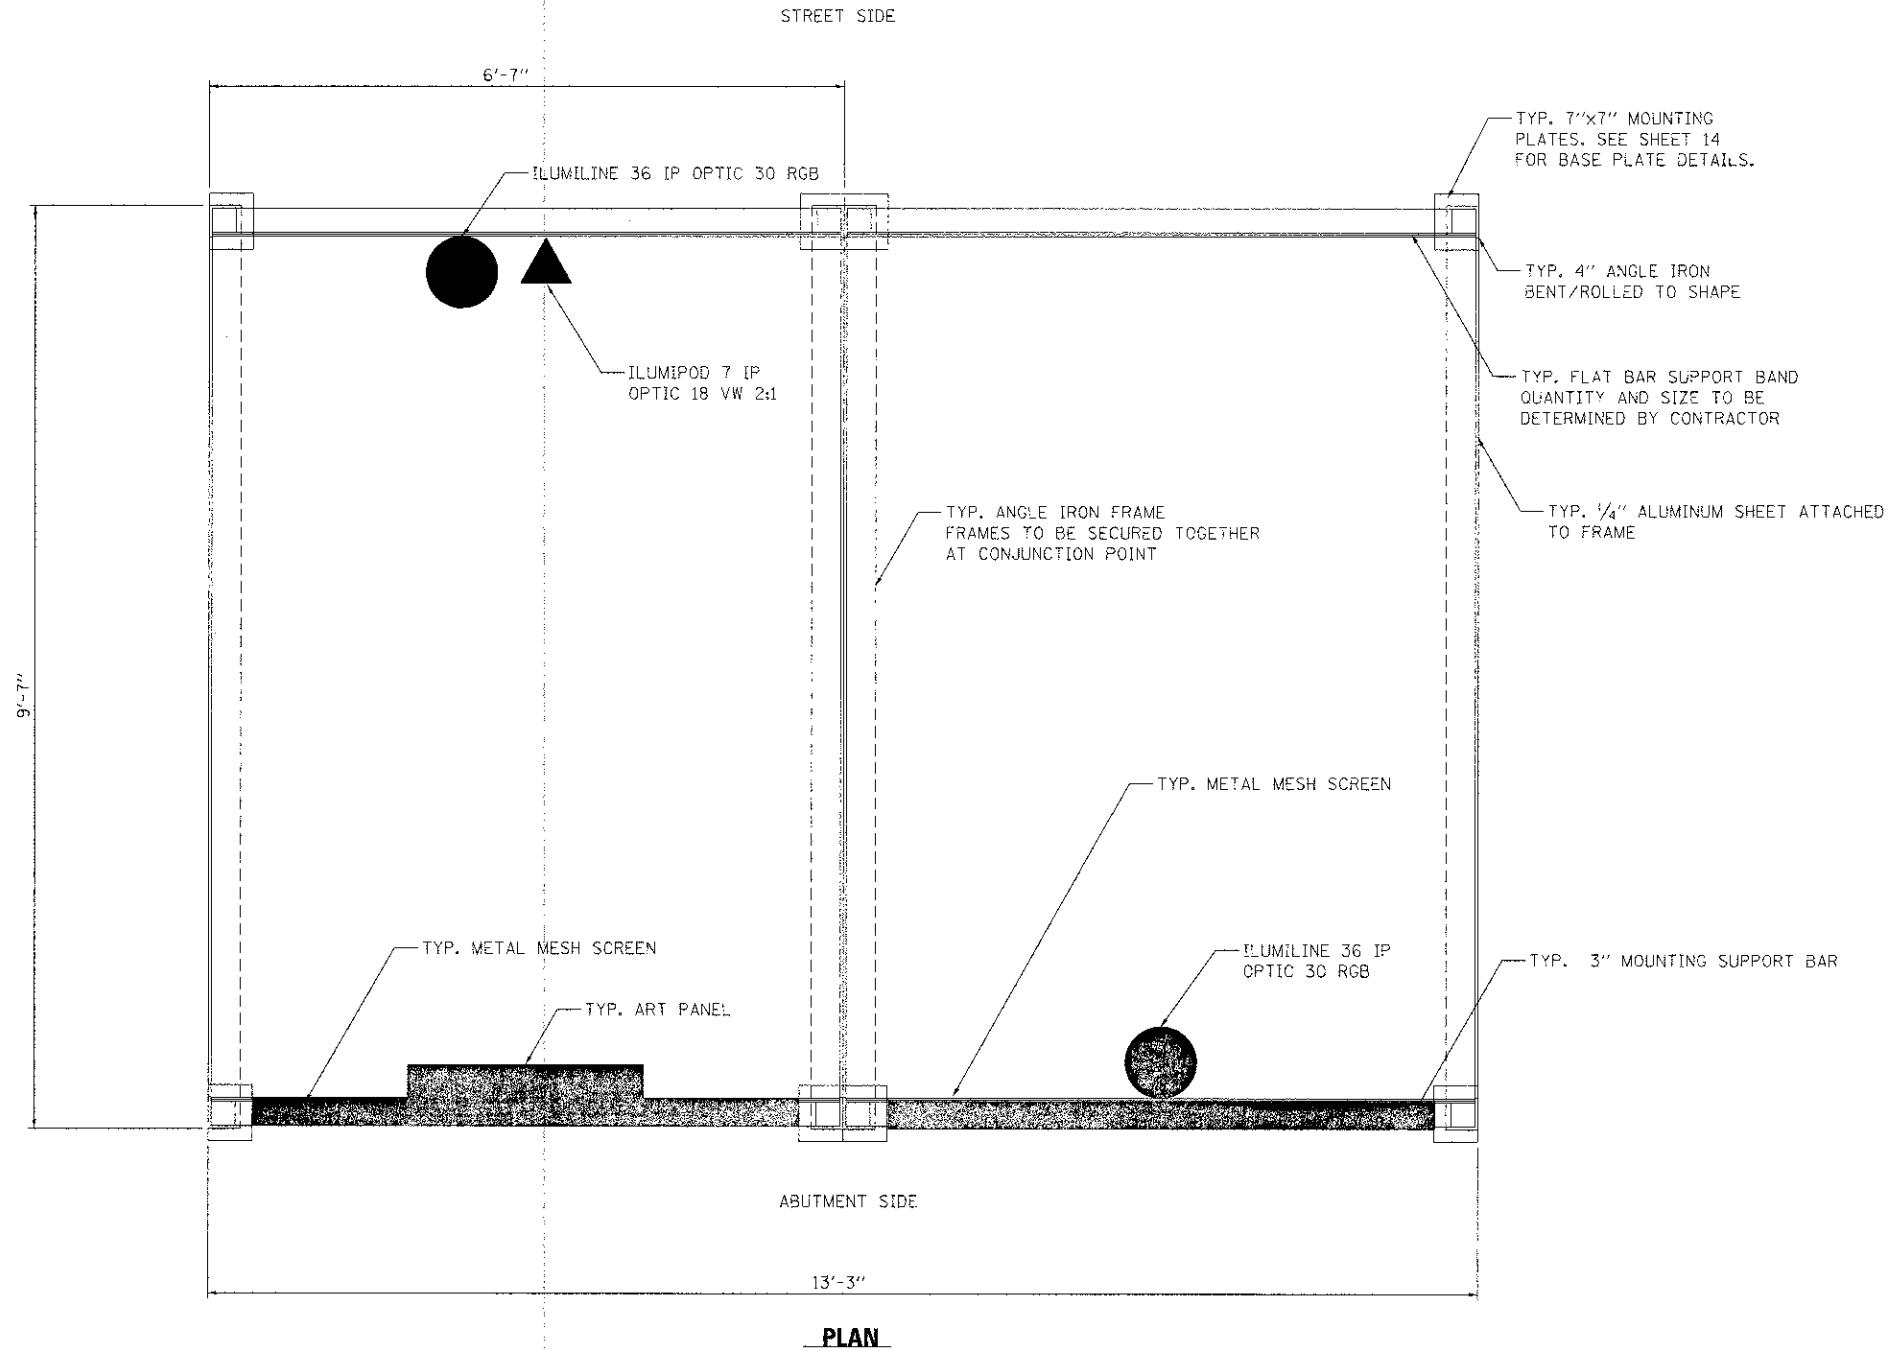 STREET SIDE
6'-7"
ILUMILINE 36 IP OPTIC 30 RGB
TYP. 7"x7" MOUNTING
PLATES. SEE SHEET 14
FOR BASE PLATE DETAILS.
TYP. 4" ANGLE IRON
BENT/ROLLED TO SHAPE
ILUMIPOD 7 IP
OPTIC 18 VW 2:1
TYP. FLAT BAR SUPPORT BAND
QUANTITY AND SIZE TO BE
DETERMINED BY CONTRACTOR
TYP. ANGLE IRON FRAME
FRAMES TO BE SECURED TOGETHER
AT CONJUNCTION POINT
TYP. 1/4" ALUMINUM SHEET ATTACHED
TO FRAME
9'-7"
TYP. METAL MESH SCREEN
TYP. METAL MESH SCREEN
ILUMILINE 36 IP
OPTIC 30 RGB
TYP. 3" MOUNTING SUPPORT BAR
TYP. ART PANEL
ABUTMENT SIDE
13'-3"
PLAN